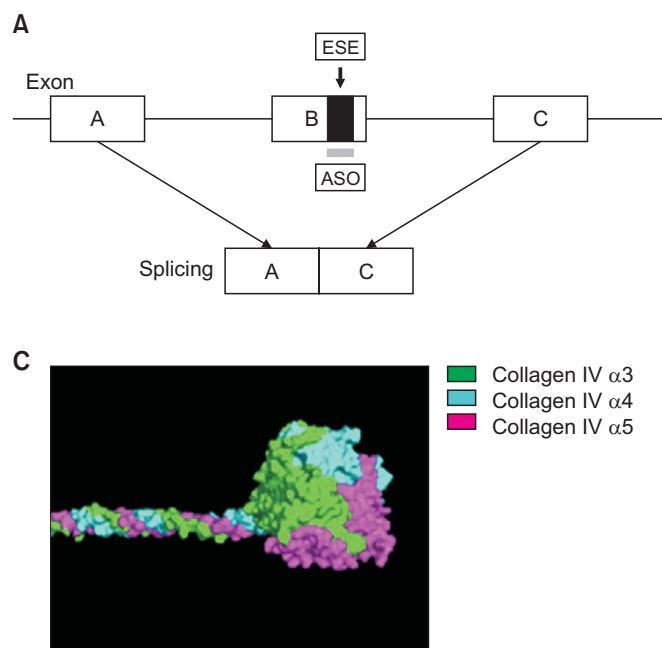 A
ESE
Exon
A
B
C
ASO
Splicing
A
C
C
Collagen IV α3
Collagen IV α4
Collagen IV α5